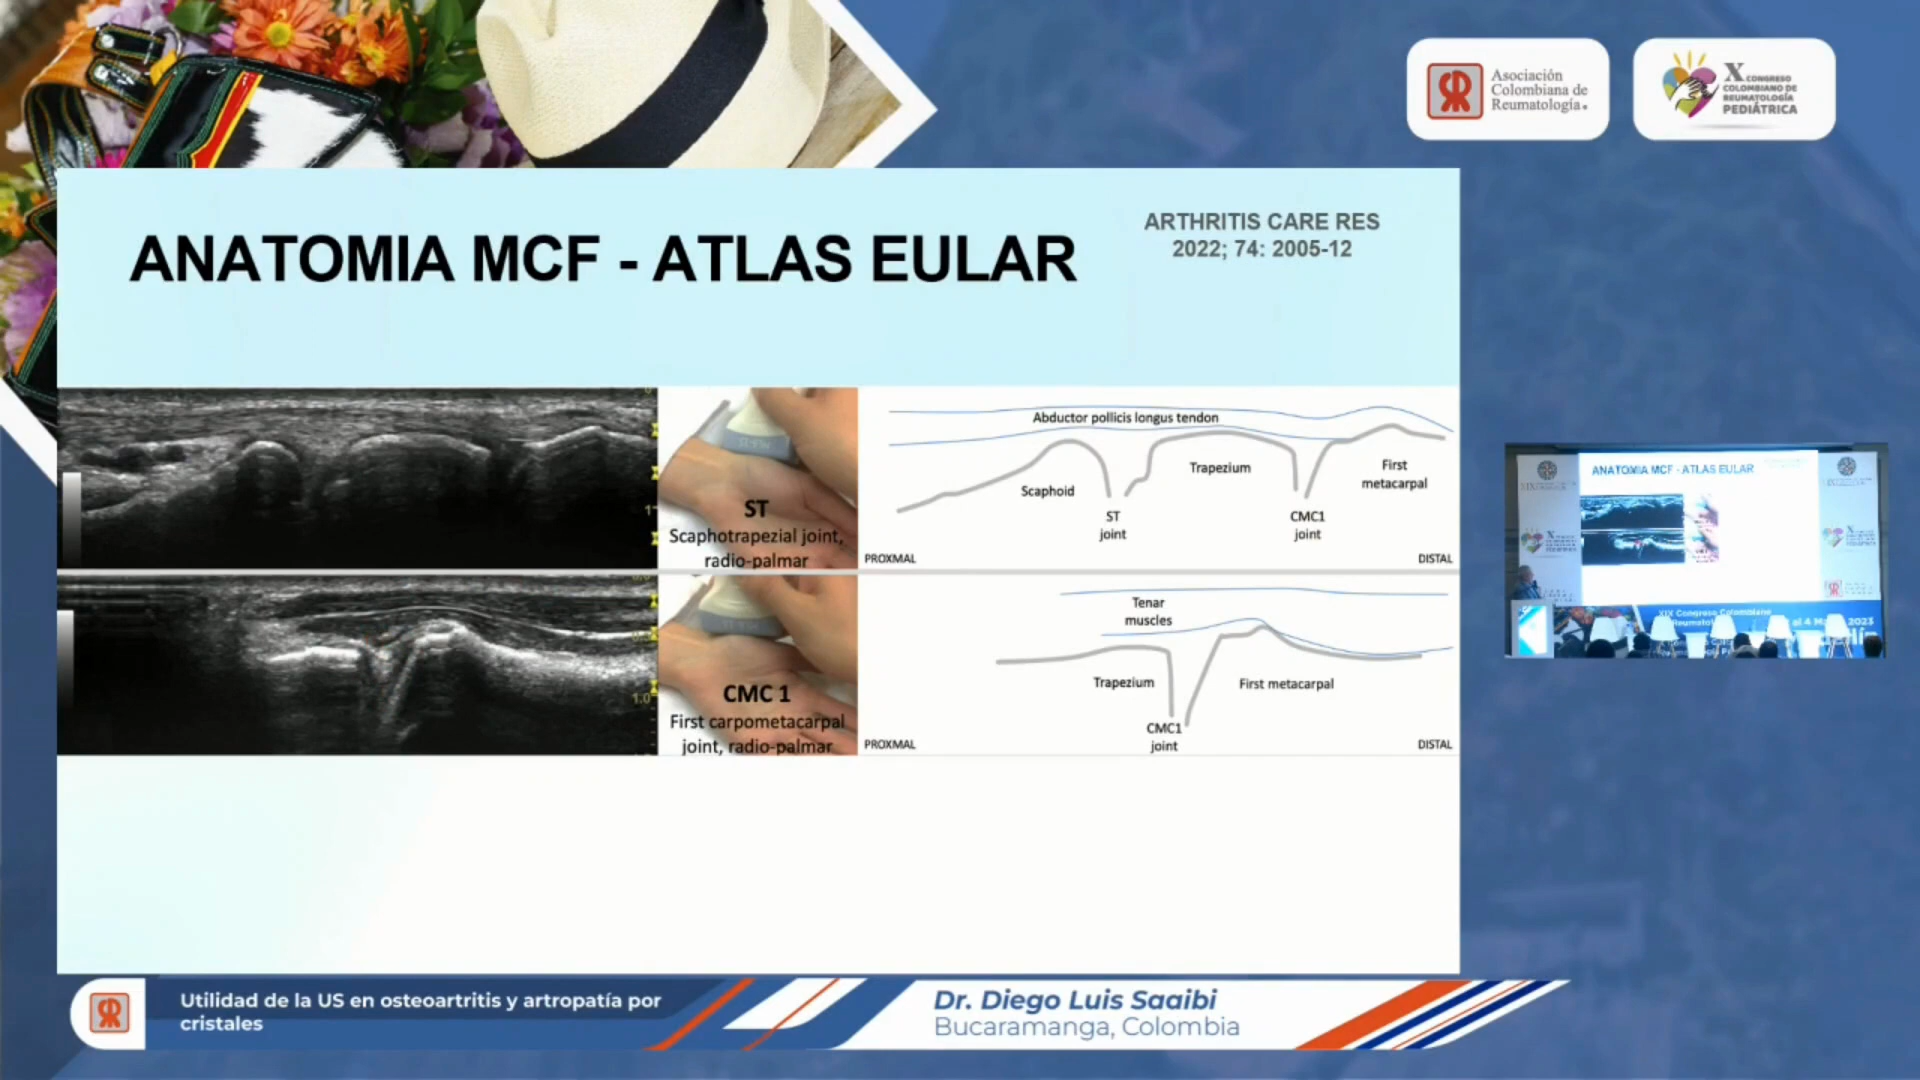 Asociación
Colombiana de
Reumatología.
X CONGRESO
COLOMBIANO DE
REUMATOLOGÍA
PEDIÁTRICA
ANATOMIA MCF - ATLAS EULAR
ARTHRITIS CARE RES
2022; 74: 2005-12
ST
Scaphotrapezial joint,
radio-palmar
Abductor pollicis longus tendon
Scaphoid
Trapezium
First
metacarpal
ST
joint
CMC1
joint
PROXMAL
DISTAL
1.0
CMC 1
First carpometacarpal
joint, radio-palmar
Tenar
muscles
Trapezium
First metacarpal
CMC1
joint
PROXMAL
DISTAL
ANATOMIA MCF - ATLAS EULAR
XIX Congreso Colombiano
al 4 Ma
2023
Utilidad de la US en osteoartritis y artropatía por
cristales
Dr. Diego Luis Saaibi
Bucaramanga, Colombia